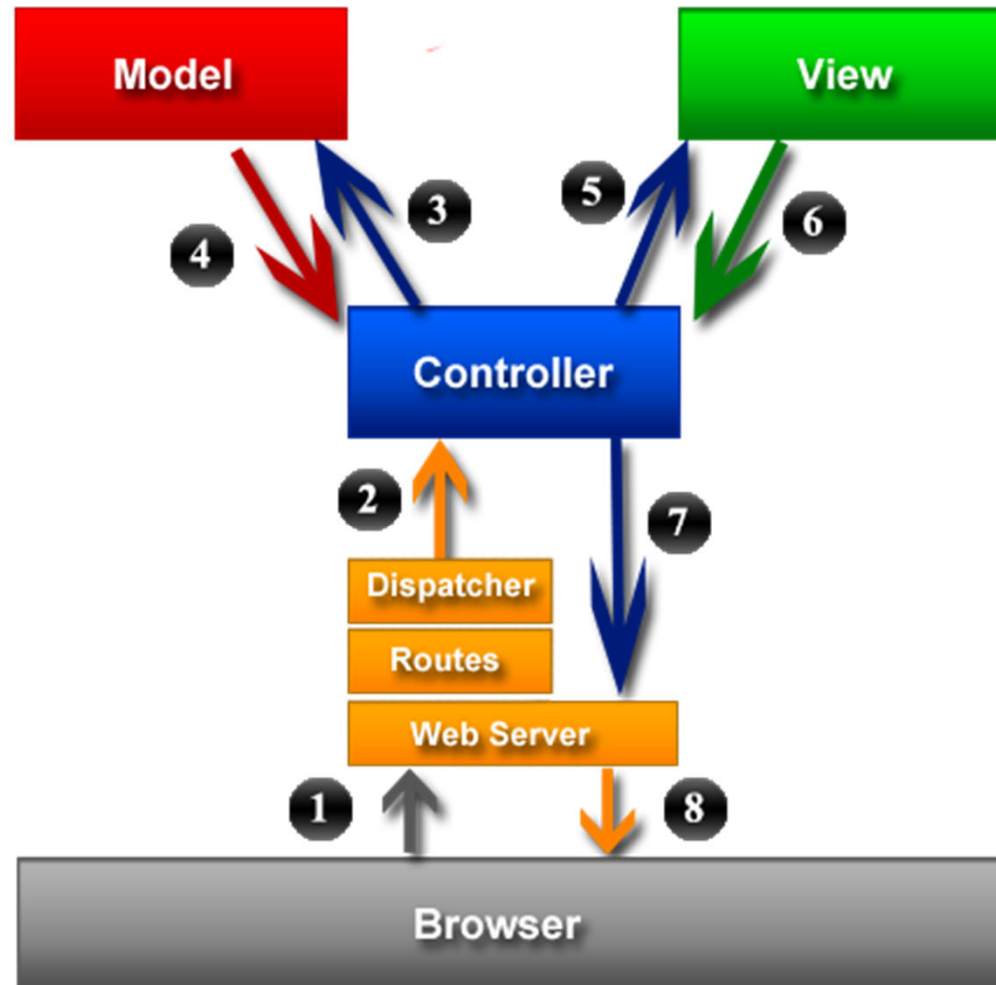 Model
View
3
5
4
6
Controller
2
7
Dispatcher
Routes
Web Server
1
8
Browser